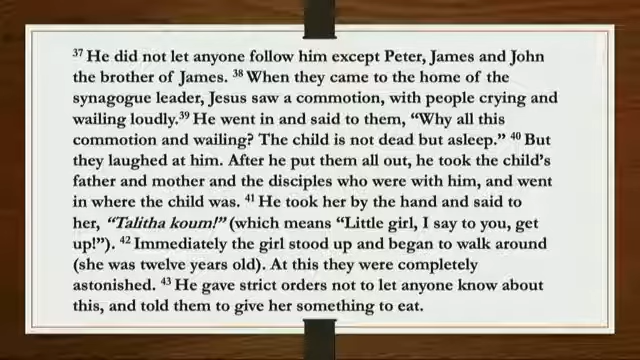 ³⁷ He did not let anyone follow him except Peter, James and John
the brother of James. ³⁸ When they came to the home of the
synagogue leader, Jesus saw a commotion, with people crying and
wailing loudly.³⁹ He went in and said to them, “Why all this
commotion and wailing? The child is not dead but asleep.” ⁴⁰ But
they laughed at him. After he put them all out, he took the child’s
father and mother and the disciples who were with him, and went
in where the child was. ⁴¹ He took her by the hand and said to
her, “Talitha koum!” (which means “Little girl, I say to you, get
up!”). ⁴² Immediately the girl stood up and began to walk around
(she was twelve years old). At this they were completely
astonished. ⁴³ He gave strict orders not to let anyone know about
this, and told them to give her something to eat.